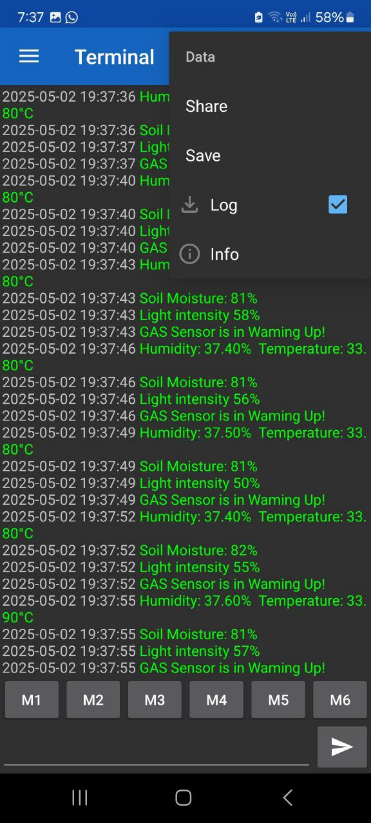 7:37 58%
Terminal
Data
Share
Save
Log
Info
2025-05-02 19:37:36 Hum
80°C
2025-05-02 19:37:36 Soil
2025-05-02 19:37:37 Light
2025-05-02 19:37:37 GAS
2025-05-02 19:37:40 Hum
80°C
2025-05-02 19:37:40 Soil
2025-05-02 19:37:40 Light
2025-05-02 19:37:40 GAS
2025-05-02 19:37:43 Hum
80°C
2025-05-02 19:37:43 Soil Moisture: 81%
2025-05-02 19:37:43 Light intensity 58%
2025-05-02 19:37:43 GAS Sensor is in Waming Up!
2025-05-02 19:37:46 Humidity: 37.40% Temperature: 33.
80°C
2025-05-02 19:37:46 Soil Moisture: 81%
2025-05-02 19:37:46 Light intensity 56%
2025-05-02 19:37:46 GAS Sensor is in Waming Up!
2025-05-02 19:37:49 Humidity: 37.50% Temperature: 33.
80°C
2025-05-02 19:37:49 Soil Moisture: 81%
2025-05-02 19:37:49 Light intensity 50%
2025-05-02 19:37:49 GAS Sensor is in Waming Up!
2025-05-02 19:37:52 Humidity: 37.40% Temperature: 33.
80°C
2025-05-02 19:37:52 Soil Moisture: 82%
2025-05-02 19:37:52 Light intensity 55%
2025-05-02 19:37:52 GAS Sensor is in Waming Up!
2025-05-02 19:37:55 Humidity: 37.60% Temperature: 33.
90°C
2025-05-02 19:37:55 Soil Moisture: 81%
2025-05-02 19:37:55 Light intensity 57%
2025-05-02 19:37:55 GAS Sensor is in Waming Up!
M1 M2 M3 M4 M5 M6